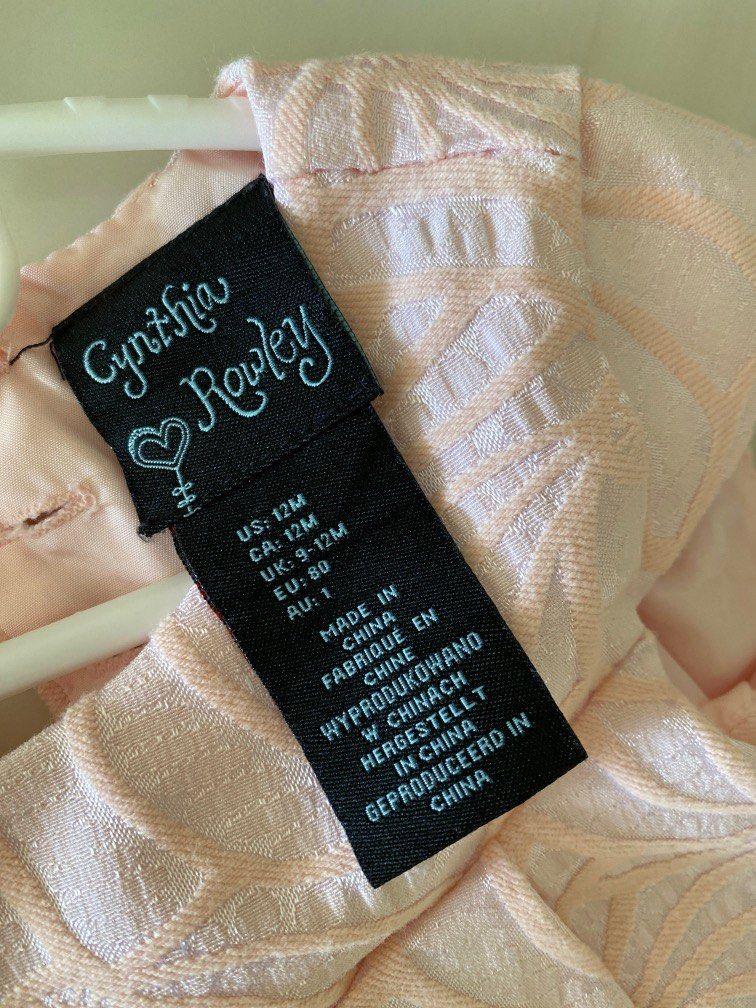 Cynthia
Rowley
US: 12M
CA: 12M
UK: 9-12M
EU: 80
AU: 1
MADE IN
CHINA
FABRIQUÉ EN
CHINE
WYPRODUKOWANO
W CHINACH
HERGESTELLT
IN CHINA
GEPRODUCEERD IN
CHINA